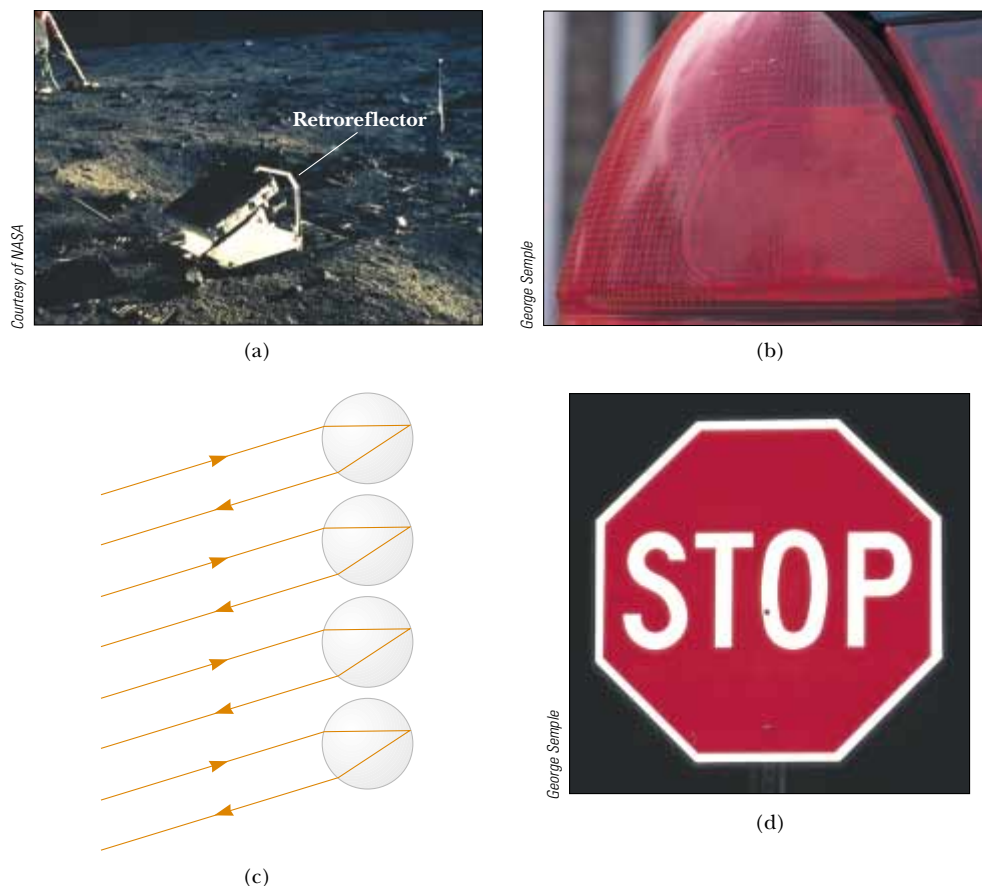 Courtesy of NASA
Retroreflector
(a)
George Semple
(b)
(c)
George Semple
STOP
(d)